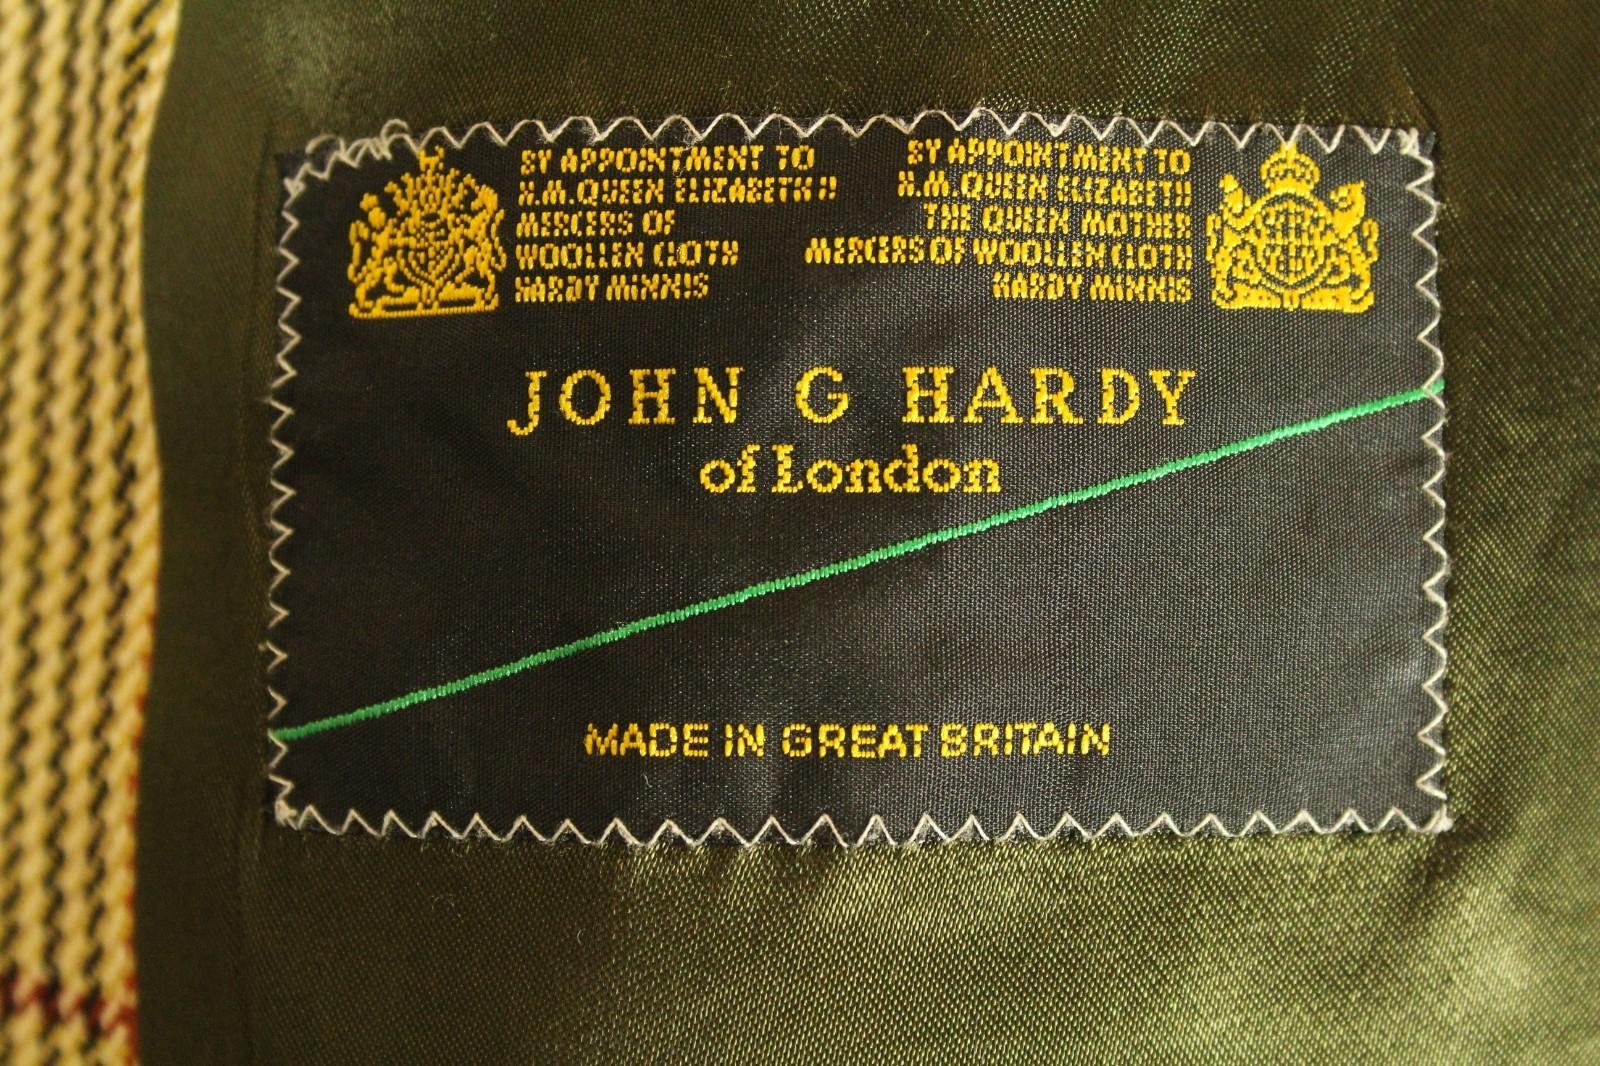 BY APPOINTMENT TO
H.M. QUEEN ELIZABETH II
MERCERS OF
WOOLLEN CLOTH
HARDY MINNIS
BY APPOINTMENT TO
H.M. QUEEN ELIZABETH
THE QUEEN MOTHER
MERCERS OF WOOLLEN CLOTH
HARDY MINNIS
JOHN G HARDY
of London
MADE IN GREAT BRITAIN